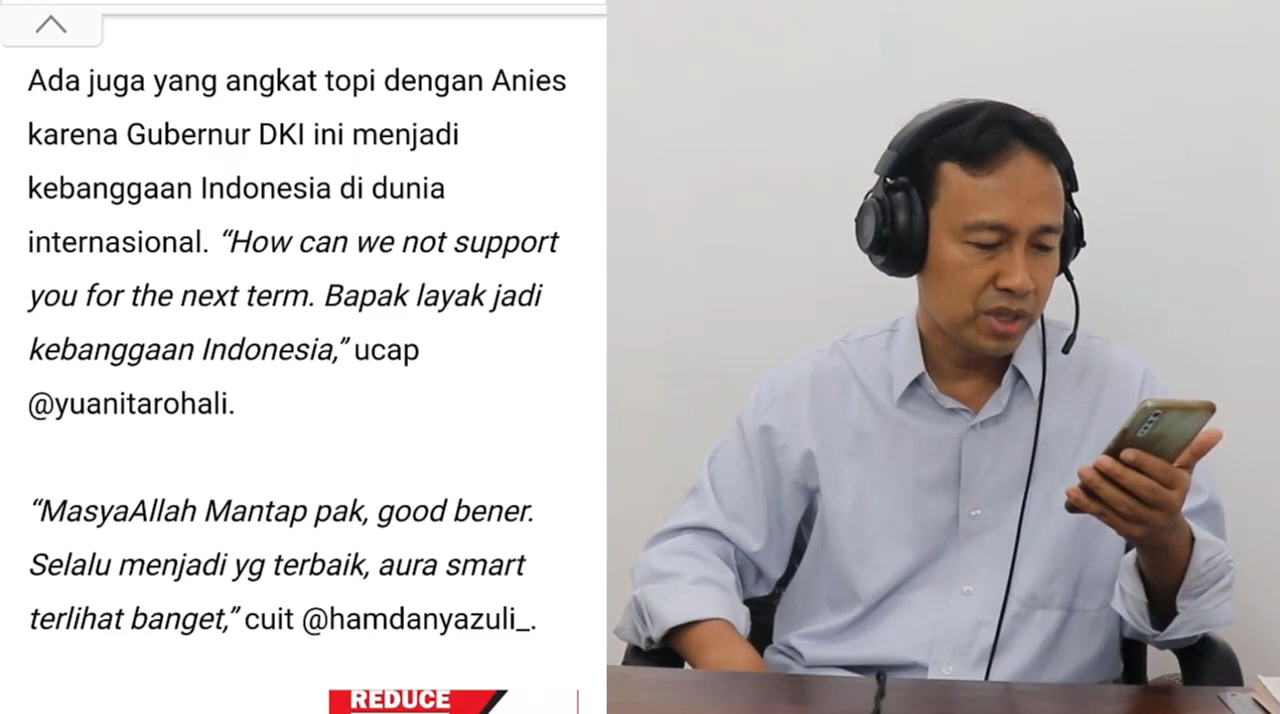 Ada juga yang angkat topi dengan Anies
karena Gubernur DKI ini menjadi
kebanggaan Indonesia di dunia
internasional. “How can we not support
you for the next term. Bapak layak jadi
kebanggaan Indonesia,” ucap
@yuanitarohali.
“MasyaAllah Mantap pak, good bener.
Selalu menjadi yg terbaik, aura smart
terlihat banget,” cuit @hamdanyazuli_.
REDUCE